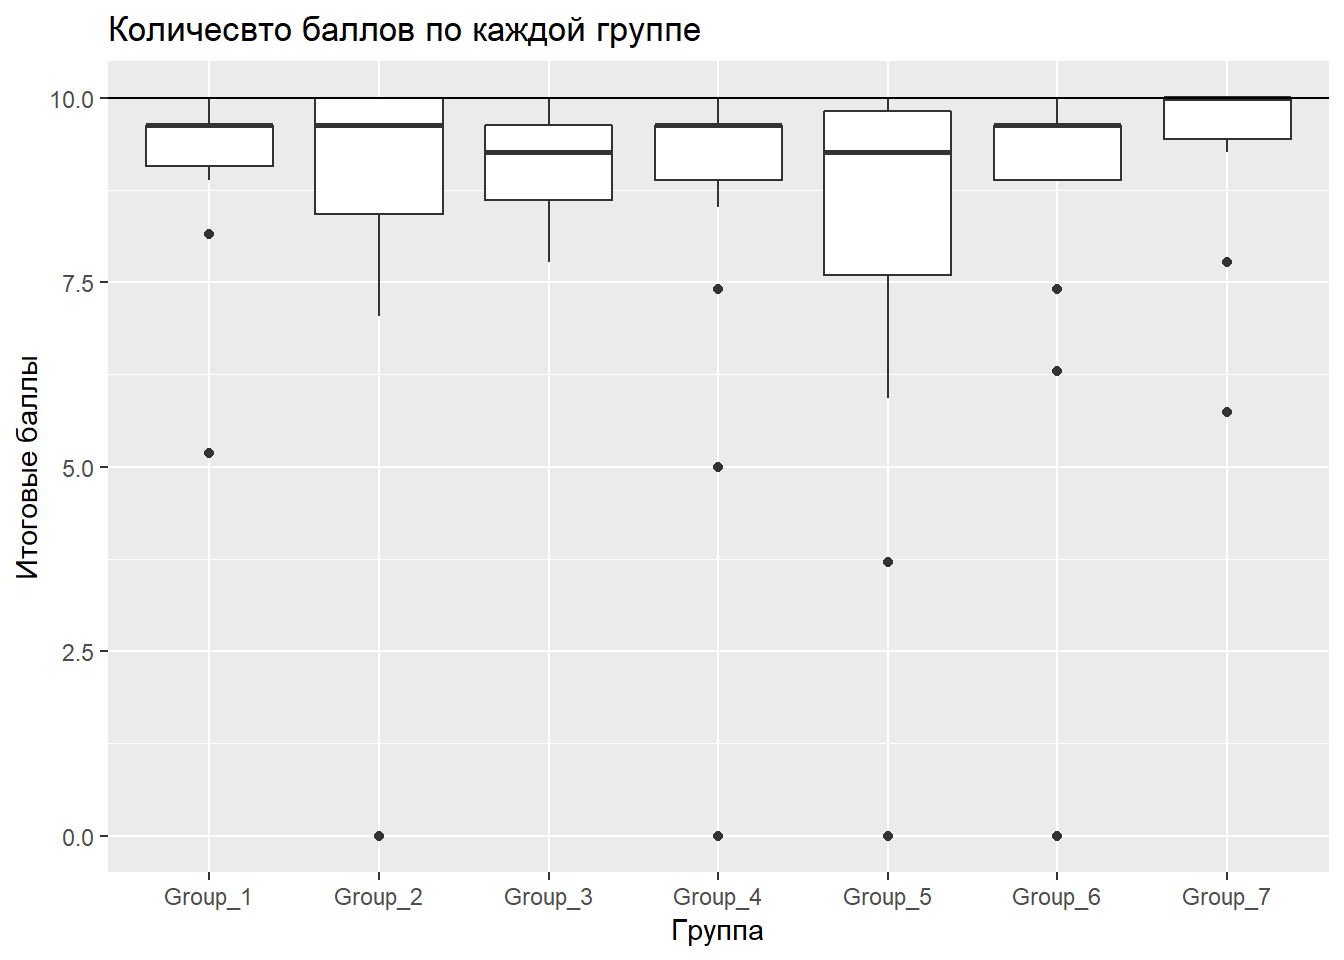 Количесвто баллов по каждой группе
Итоговые баллы
10.0
7.5
5.0
2.5
0.0
Group_1 Group_2 Group_3 Group_4 Group_5 Group_6 Group_7
Группа